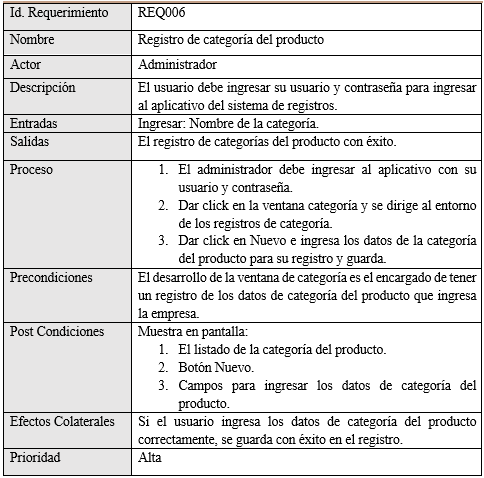 Id. Requerimiento REQ006
Nombre Registro de categoría del producto
Actor Administrador
Descripción El usuario debe ingresar su usuario y contraseña para ingresar
al aplicativo del sistema de registros.
Entradas Ingresar: Nombre de la categoría.
Salidas El registro de categorías del producto con éxito.
Proceso 1. El administrador debe ingresar al aplicativo con su
usuario y contraseña.
2. Dar click en la ventana categoría y se dirige al entorno
de los registros de categoría.
3. Dar click en Nuevo e ingresa los datos de la categoría
del producto para su registro y guarda.
Precondiciones El desarrollo de la ventana de categoría es el encargado de tener
un registro de los datos de categoría del producto que ingresa
la empresa.
Post Condiciones Muestra en pantalla:
1. El listado de la categoría del producto.
2. Botón Nuevo.
3. Campos para ingresar los datos de categoría del
producto.
Efectos Colaterales Si el usuario ingresa los datos de categoría del producto
correctamente, se guarda con éxito en el registro.
Prioridad Alta